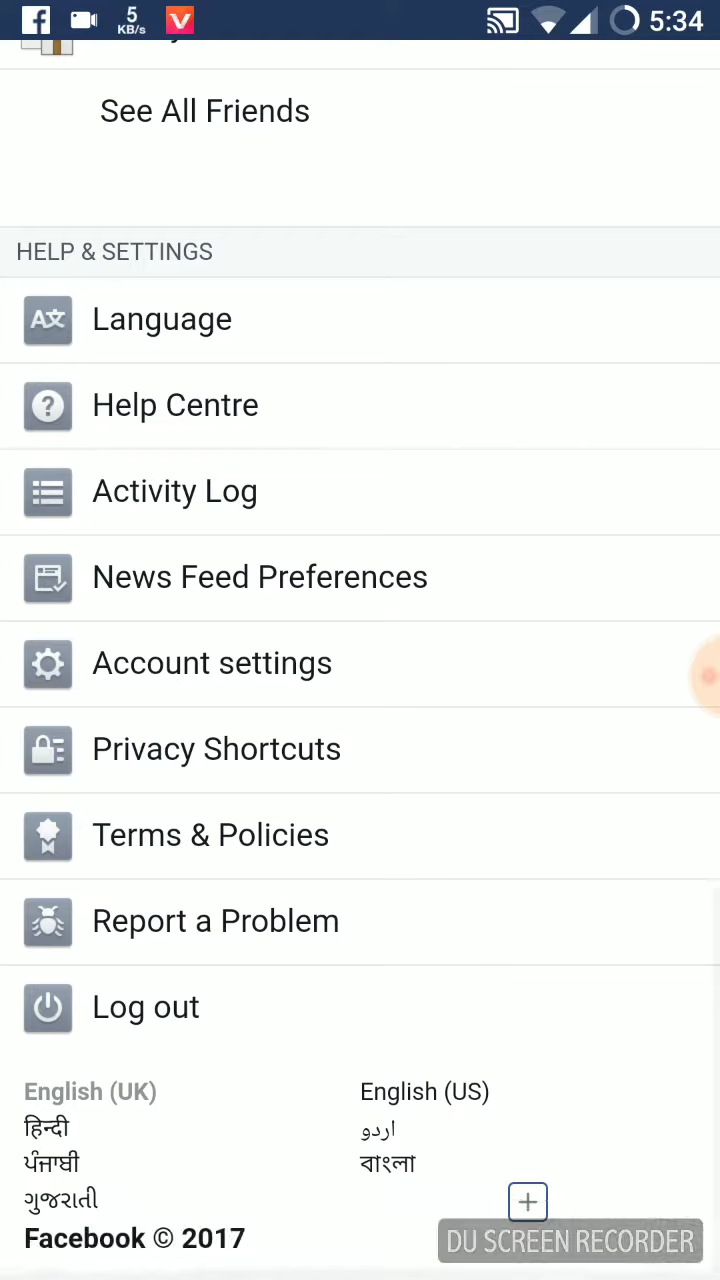 5
KB/s
5:34
See All Friends
HELP & SETTINGS
Language
Help Centre
Activity Log
News Feed Preferences
Account settings
Privacy Shortcuts
Terms & Policies
Report a Problem
Log out
English (UK)
English (US)
हिन्दी
اردو
ਪੰਜਾਬੀ
বাংলা
ગુજરાતી
Facebook © 2017
DU SCREEN RECORDER